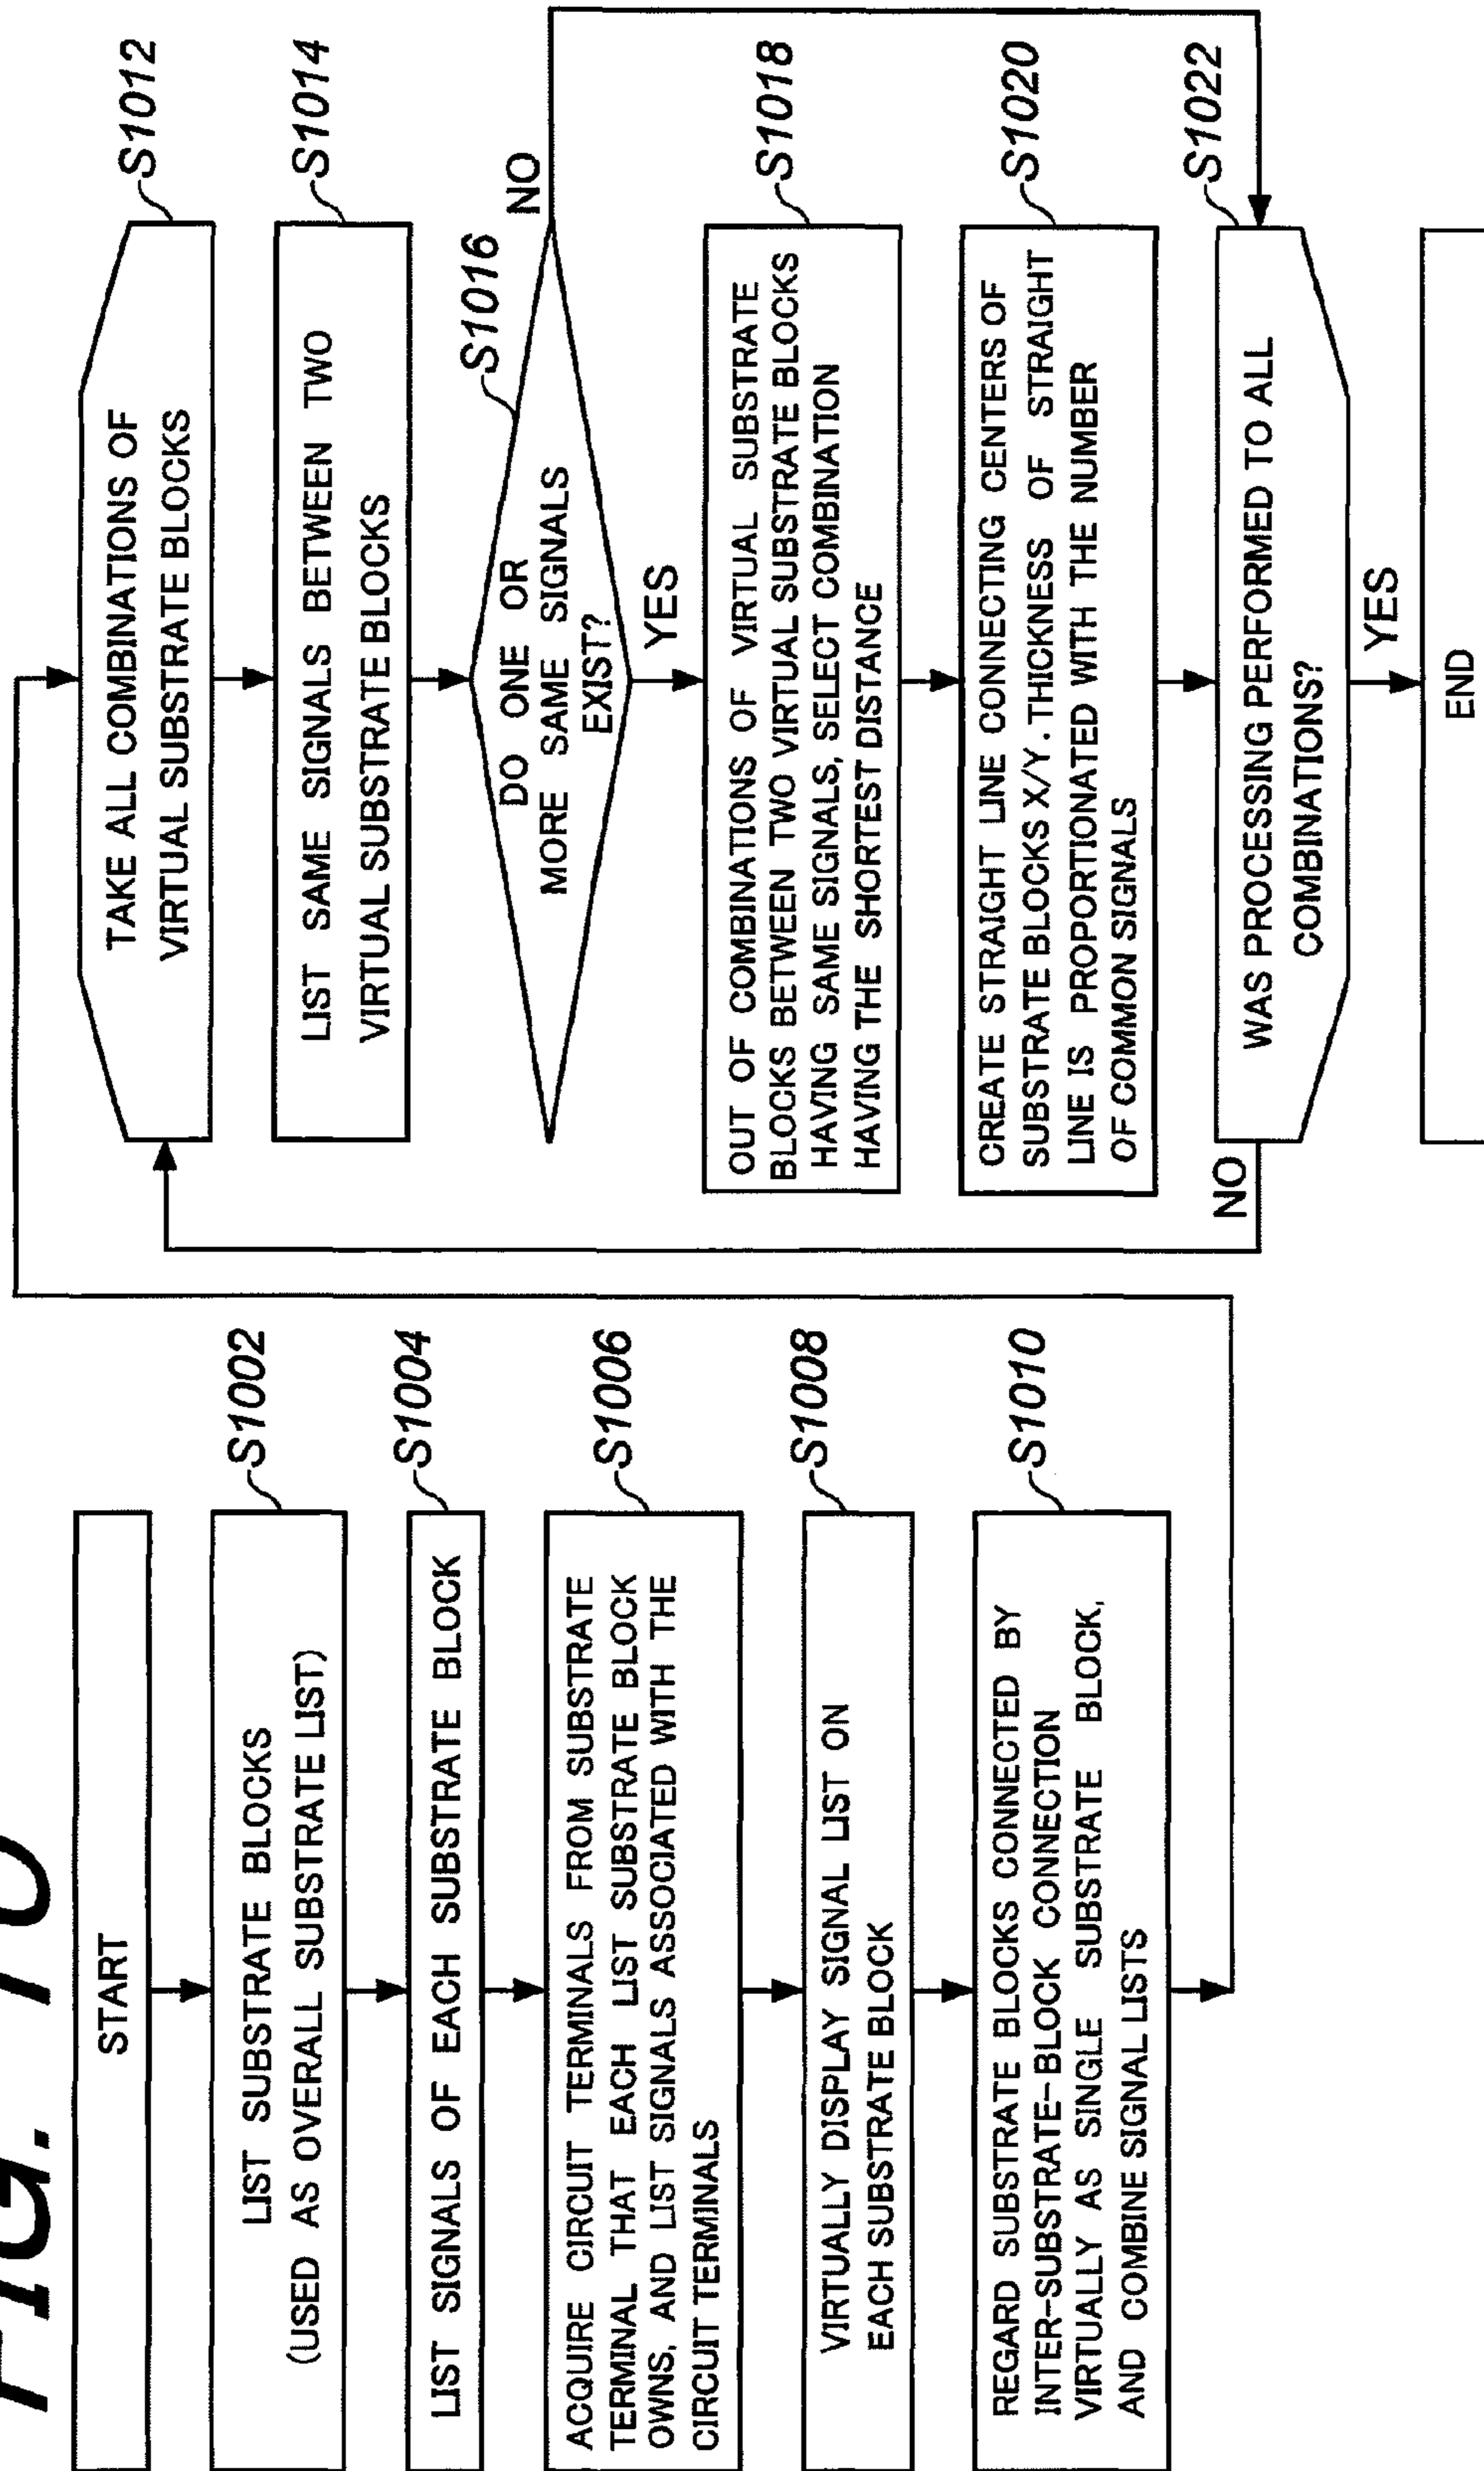 FIG. 10
START
LIST SUBSTRATE BLOCKS
(USED AS OVERALL SUBSTRATE LIST)
S1002
LIST SIGNALS OF EACH SUBSTRATE BLOCK
S1004
ACQUIRE CIRCUIT TERMINALS FROM SUBSTRATE
TERMINAL THAT EACH LIST SUBSTRATE BLOCK
OWNS, AND LIST SIGNALS ASSOCIATED WITH THE
CIRCUIT TERMINALS
S1006
VIRTUALLY DISPLAY SIGNAL LIST ON
EACH SUBSTRATE BLOCK
S1008
REGARD SUBSTRATE BLOCKS CONNECTED BY
INTER-SUBSTRATE-BLOCK CONNECTION
VIRTUALLY AS SINGLE SUBSTRATE BLOCK,
AND COMBINE SIGNAL LISTS
S1010
TAKE ALL COMBINATIONS OF
VIRTUAL SUBSTRATE BLOCKS
S1012
LIST SAME SIGNALS BETWEEN TWO
VIRTUAL SUBSTRATE BLOCKS
S1014
DO ONE OR
MORE SAME SIGNALS
EXIST?
S1016
NO
YES
OUT OF COMBINATIONS OF VIRTUAL SUBSTRATE
BLOCKS BETWEEN TWO VIRTUAL SUBSTRATE BLOCKS
HAVING SAME SIGNALS, SELECT COMBINATION
HAVING THE SHORTEST DISTANCE
S1018
CREATE STRAIGHT LINE CONNECTING CENTERS OF
SUBSTRATE BLOCKS X/Y. THICKNESS OF STRAIGHT
LINE IS PROPORTIONATED WITH THE NUMBER
OF COMMON SIGNALS
S1020
WAS PROCESSING PERFORMED TO ALL
COMBINATIONS?
S1022
NO
YES
END